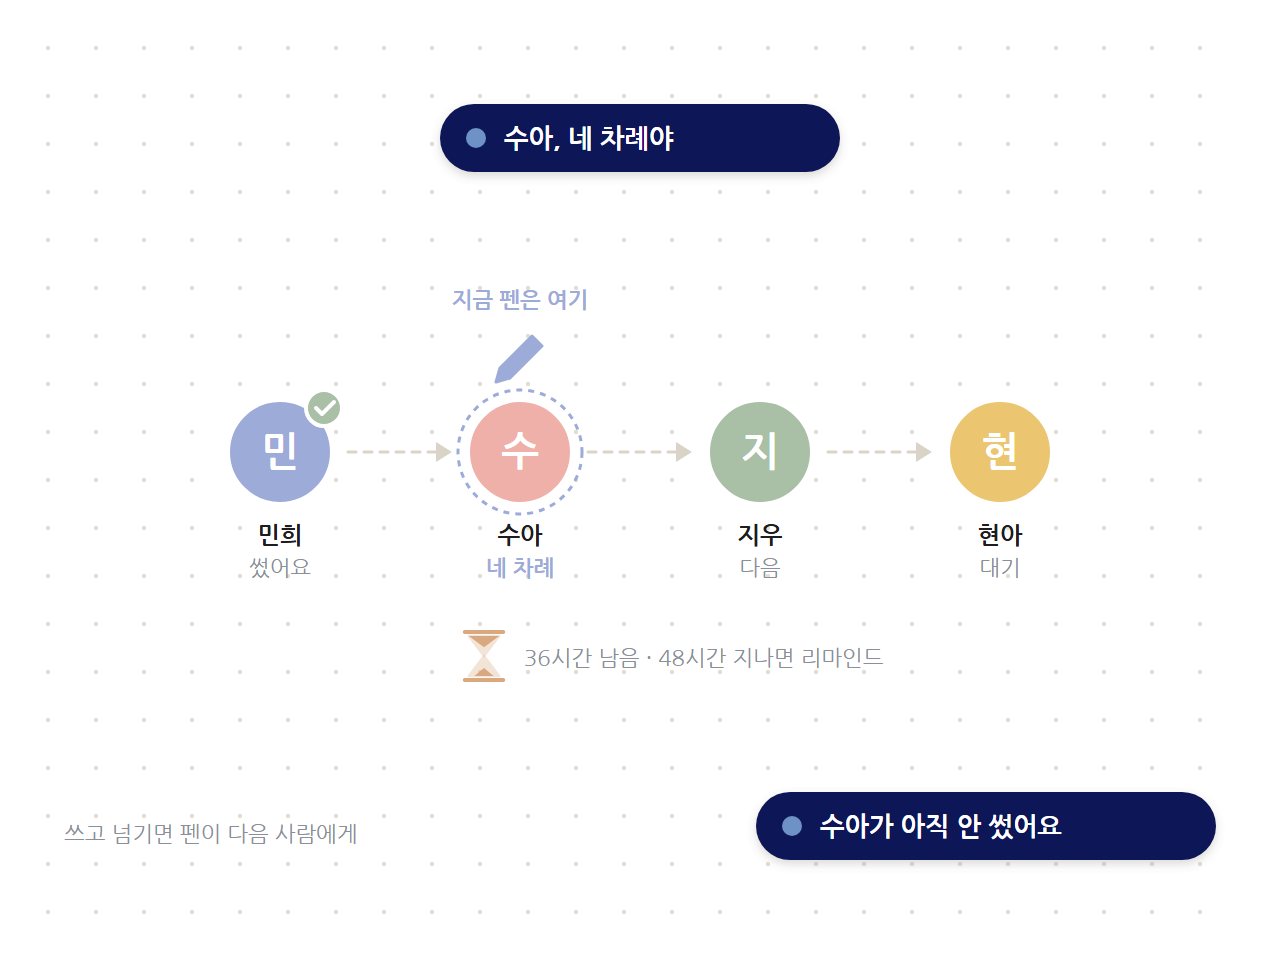 수아, 네 차례야
지금 펜은 여기
민
수
지
현
민희
수아
지우
현아
썼어요
네 차례
다음
대기
36시간 남음 · 48시간 지나면 리마인드
쓰고 넘기면 펜이 다음 사람에게
수아가 아직 안 썼어요